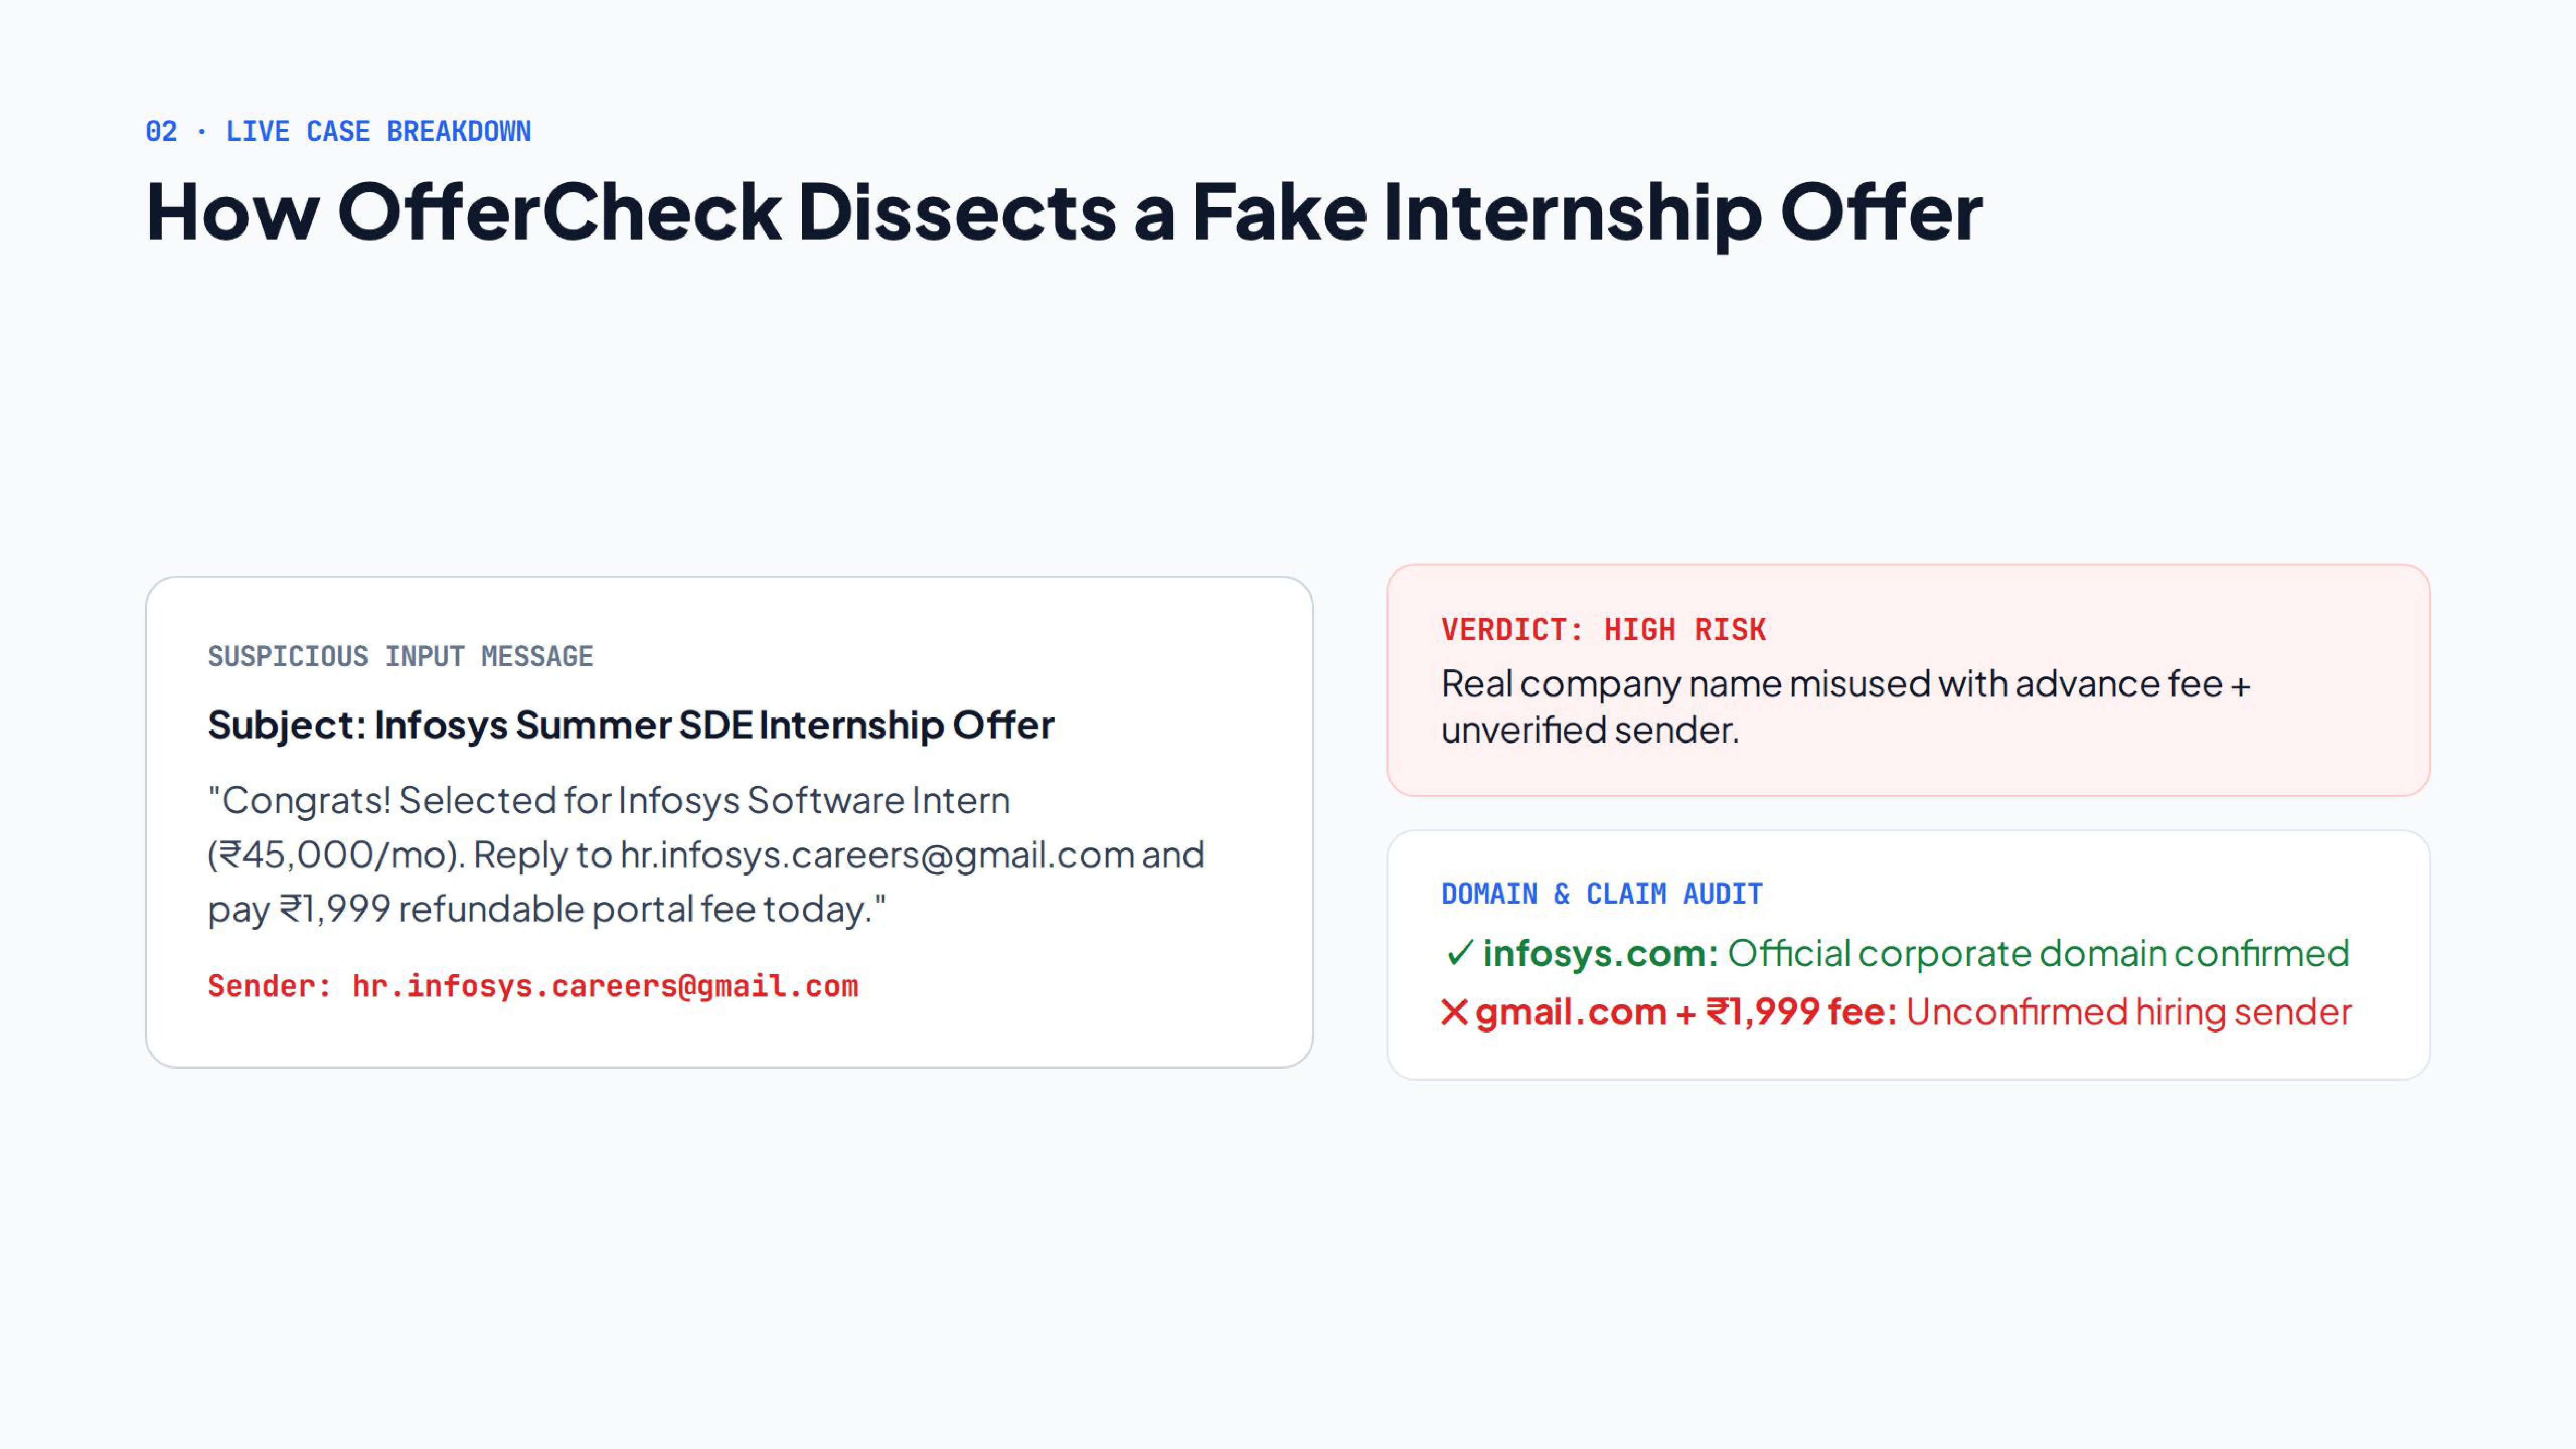 02 · LIVE CASE BREAKDOWN
How OfferCheck Dissects a Fake Internship Offer
SUSPICIOUS INPUT MESSAGE
Subject: Infosys Summer SDE Internship Offer
"Congrats! Selected for Infosys Software Intern
(₹45,000/mo). Reply to hr.infosys.careers@gmail.com and
pay ₹1,999 refundable portal fee today."
Sender: hr.infosys.careers@gmail.com
VERDICT: HIGH RISK
Real company name misused with advance fee +
unverified sender.
DOMAIN & CLAIM AUDIT
✓ infosys.com: Official corporate domain confirmed
✕ gmail.com + ₹1,999 fee: Unconfirmed hiring sender